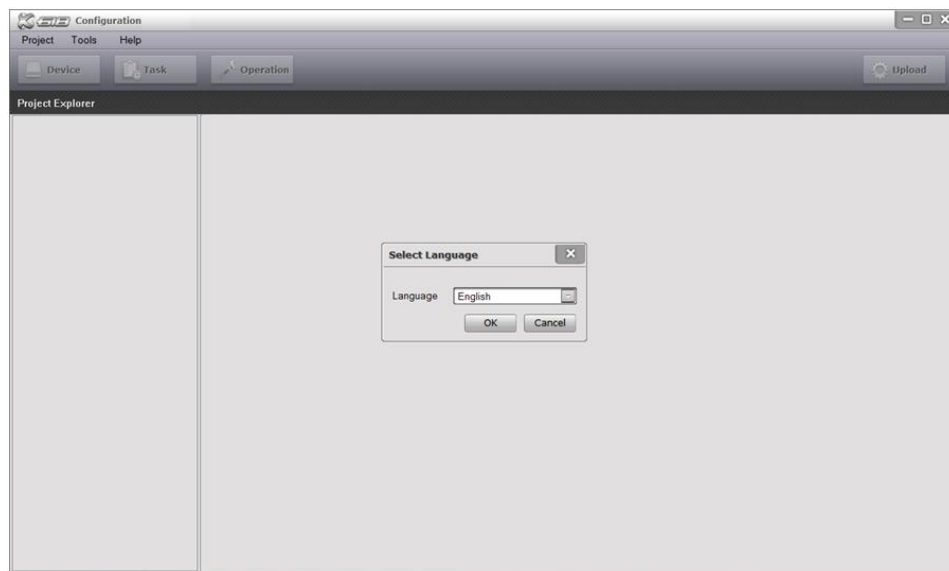 Configuration
Project Tools Help
Device Task Operation Upload
Project Explorer
Select Language
Language English
OK Cancel